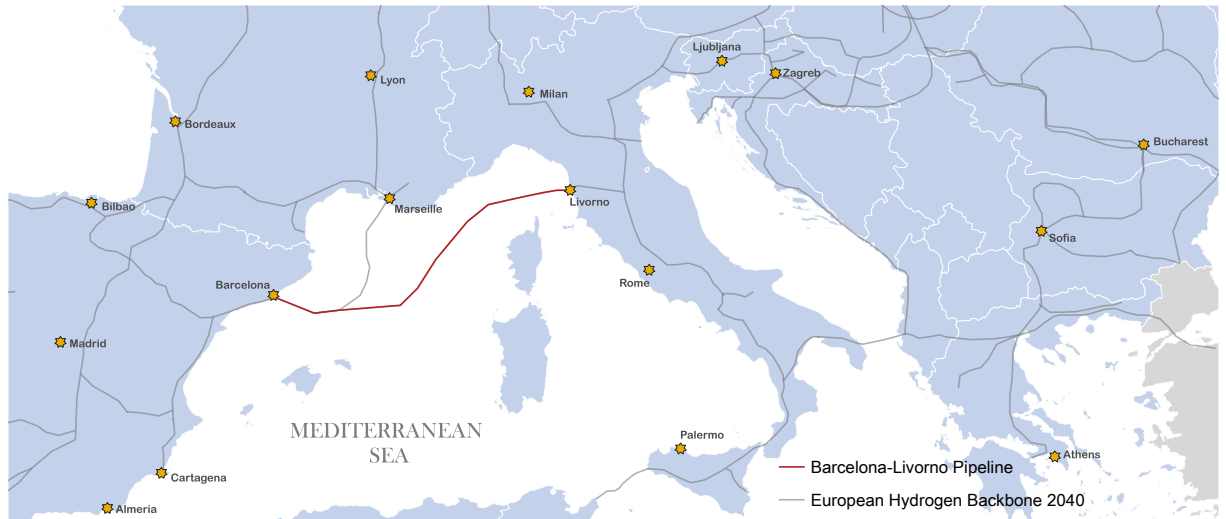 Ljubljana
Zagreb
Lyon
Milan
Bordeaux
Bucharest
Bilbao
Marseille
Livorno
Sofia
Barcelona
Rome
Madrid
MEDITERRANEAN
SEA
Palermo
Cartagena
Athens
Almeria
Barcelona-Livorno Pipeline
European Hydrogen Backbone 2040